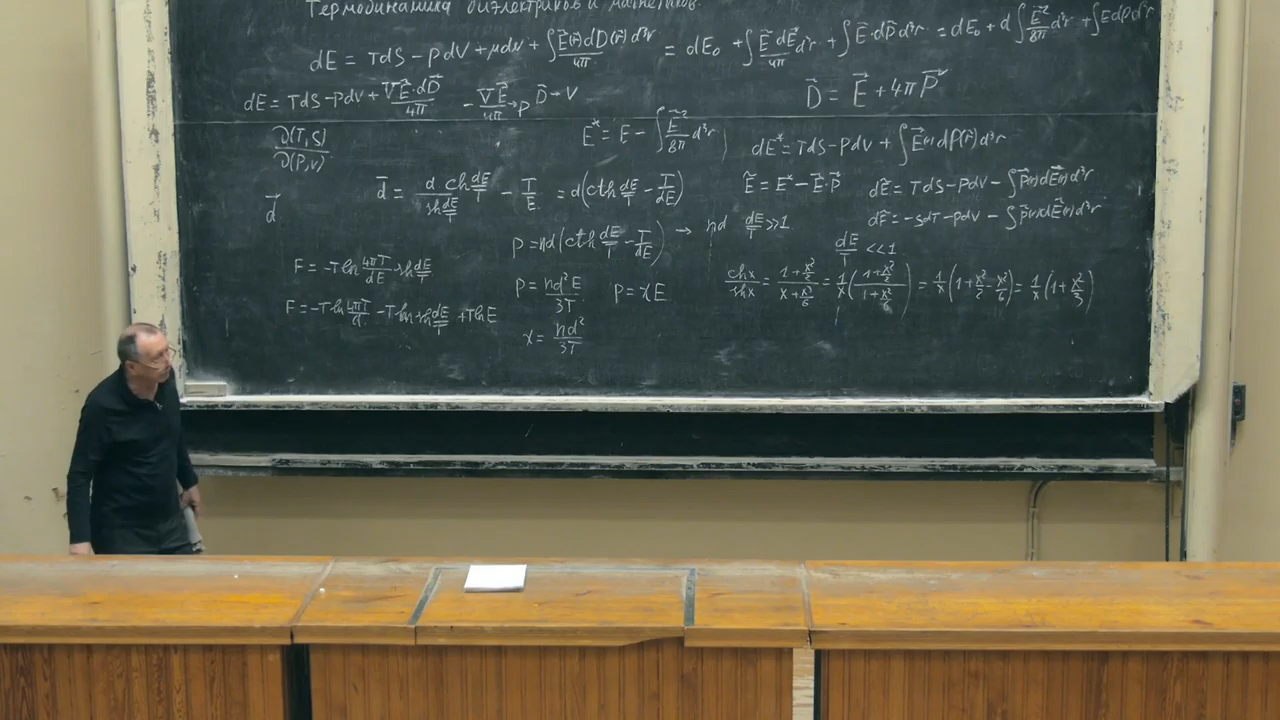 Термодинамика диэлектриков и магнетиков.
dE = TdS - PdV + μdN + ∫ E⃗(r⃗)dD⃗(r⃗)/4π d³r = dE₀ + ∫ E⃗dE⃗/4π d³r + ∫ E⃗·dP⃗ d³r = dE₀ + d∫ E⃗²/8π d³r + ∫ E⃗dP⃗ d³r
dE = TdS - PdV + VE⃗·dD⃗/4π - VE⃗/4π → P D⃗ → V
D⃗ = E⃗ + 4πP⃗
∂(T,S)/∂(P,V)
E* = E - ∫ E⃗²/8π d³r
dE* = TdS - PdV + ∫ E⃗(r)dP⃗(r⃗)d³r
d⃗
d̄ = d ch dE/T / sh dE/T - T/E = d(cth dE/T - T/dE)
Ẽ = E* - E⃗·P⃗
dẼ = TdS - PdV - ∫ P⃗(r)dE⃗(r)d³r
dF̃ = -SdT - PdV - ∫ P⃗(r)dE⃗(r)d³r
P = nd(cth dE/T - T/dE) → nd dE/T >> 1
dE/T << 1
F = -T ln 4πT/dE · sh dE/T
P = nd²E/3T P = χE
chx/shx = (1 + x²/2)/(x + x³/6) = 1/x ((1 + x²/2)/(1 + x²/6)) = 1/x (1 + x²/2 - x²/6) = 1/x (1 + x²/3)
F = -T ln 4πT/d - T ln sh dE/T + T ln E
χ = nd²/3T